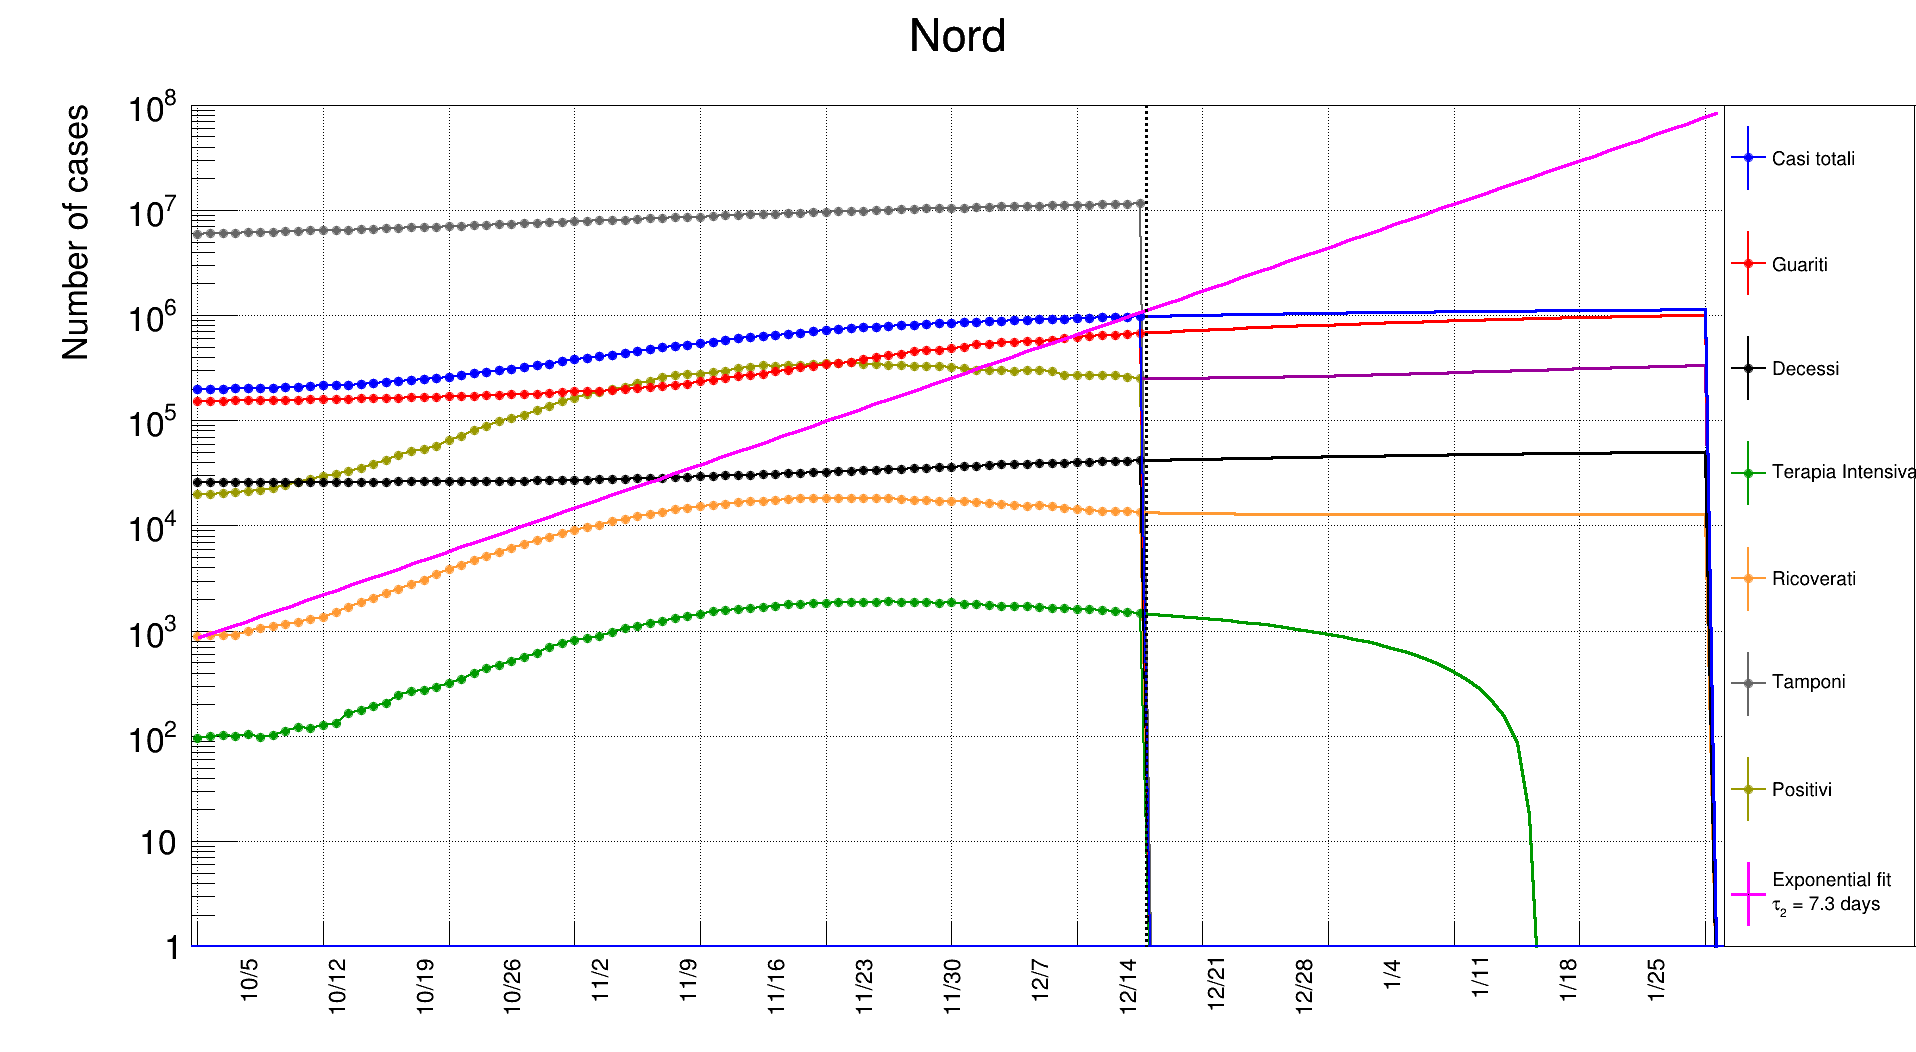 Nord
Number of cases
10^8
10^7
10^6
10^5
10^4
10^3
10^2
10
1
10/5
10/12
10/19
10/26
11/2
11/9
11/16
11/23
11/30
12/7
12/14
12/21
12/28
1/4
1/11
1/18
1/25
Casi totali
Guariti
Decessi
Terapia Intensiva
Ricoverati
Tamponi
Positivi
Exponential fit
τ₂ = 7.3 days